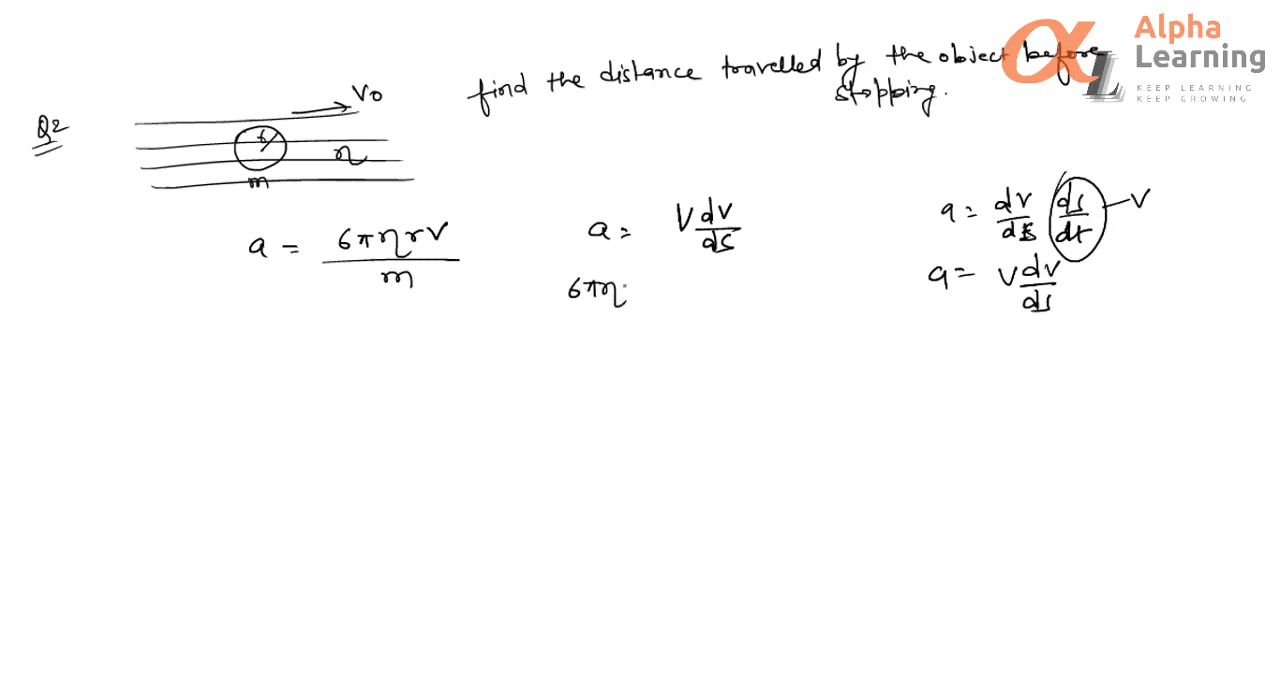 Alpha
Learning
KEEP LEARNING
KEEP GROWING
find the distance travelled by the object before
stopping.
Q2
V0
r
η
m
a = 6πηrV / m
a = V dv/ds
6πη
a = dv/ds ds/dt V
a = V dv/ds